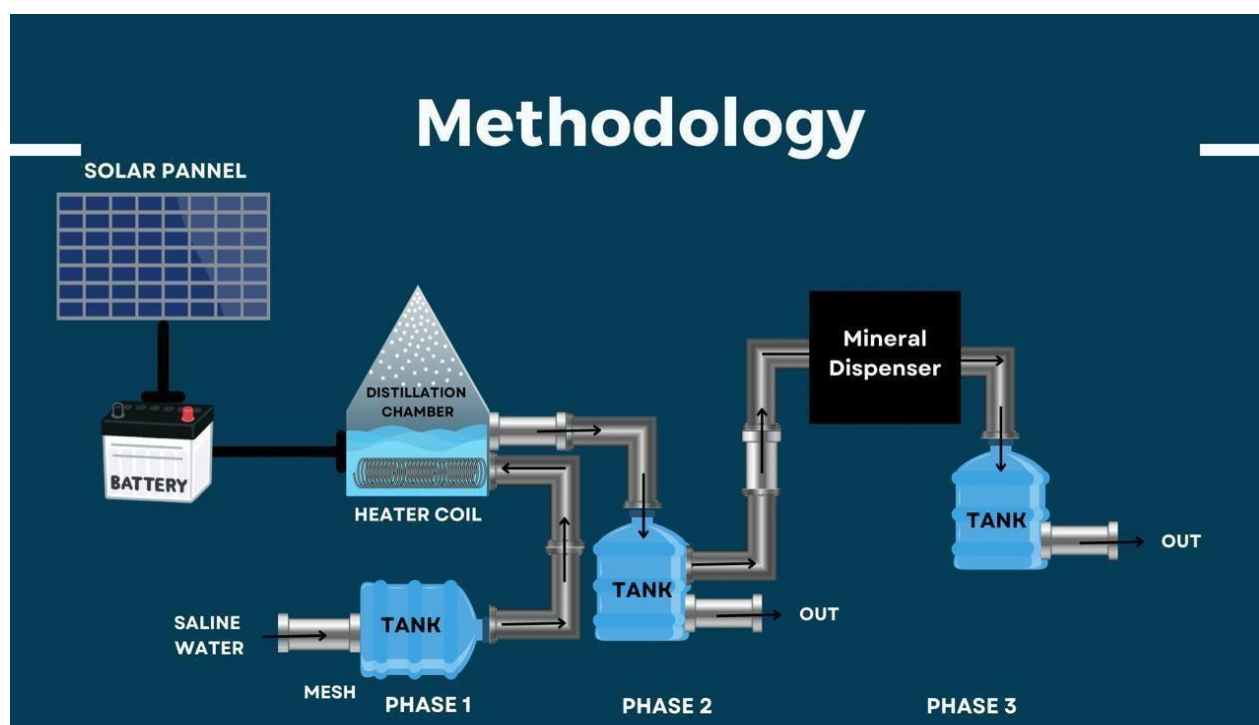 Methodology
SOLAR PANNEL
Mineral
Dispenser
DISTILLATION
CHAMBER
BATTERY
HEATER COIL
TANK
OUT
TANK
OUT
SALINE
WATER
TANK
MESH
PHASE 1
PHASE 2
PHASE 3